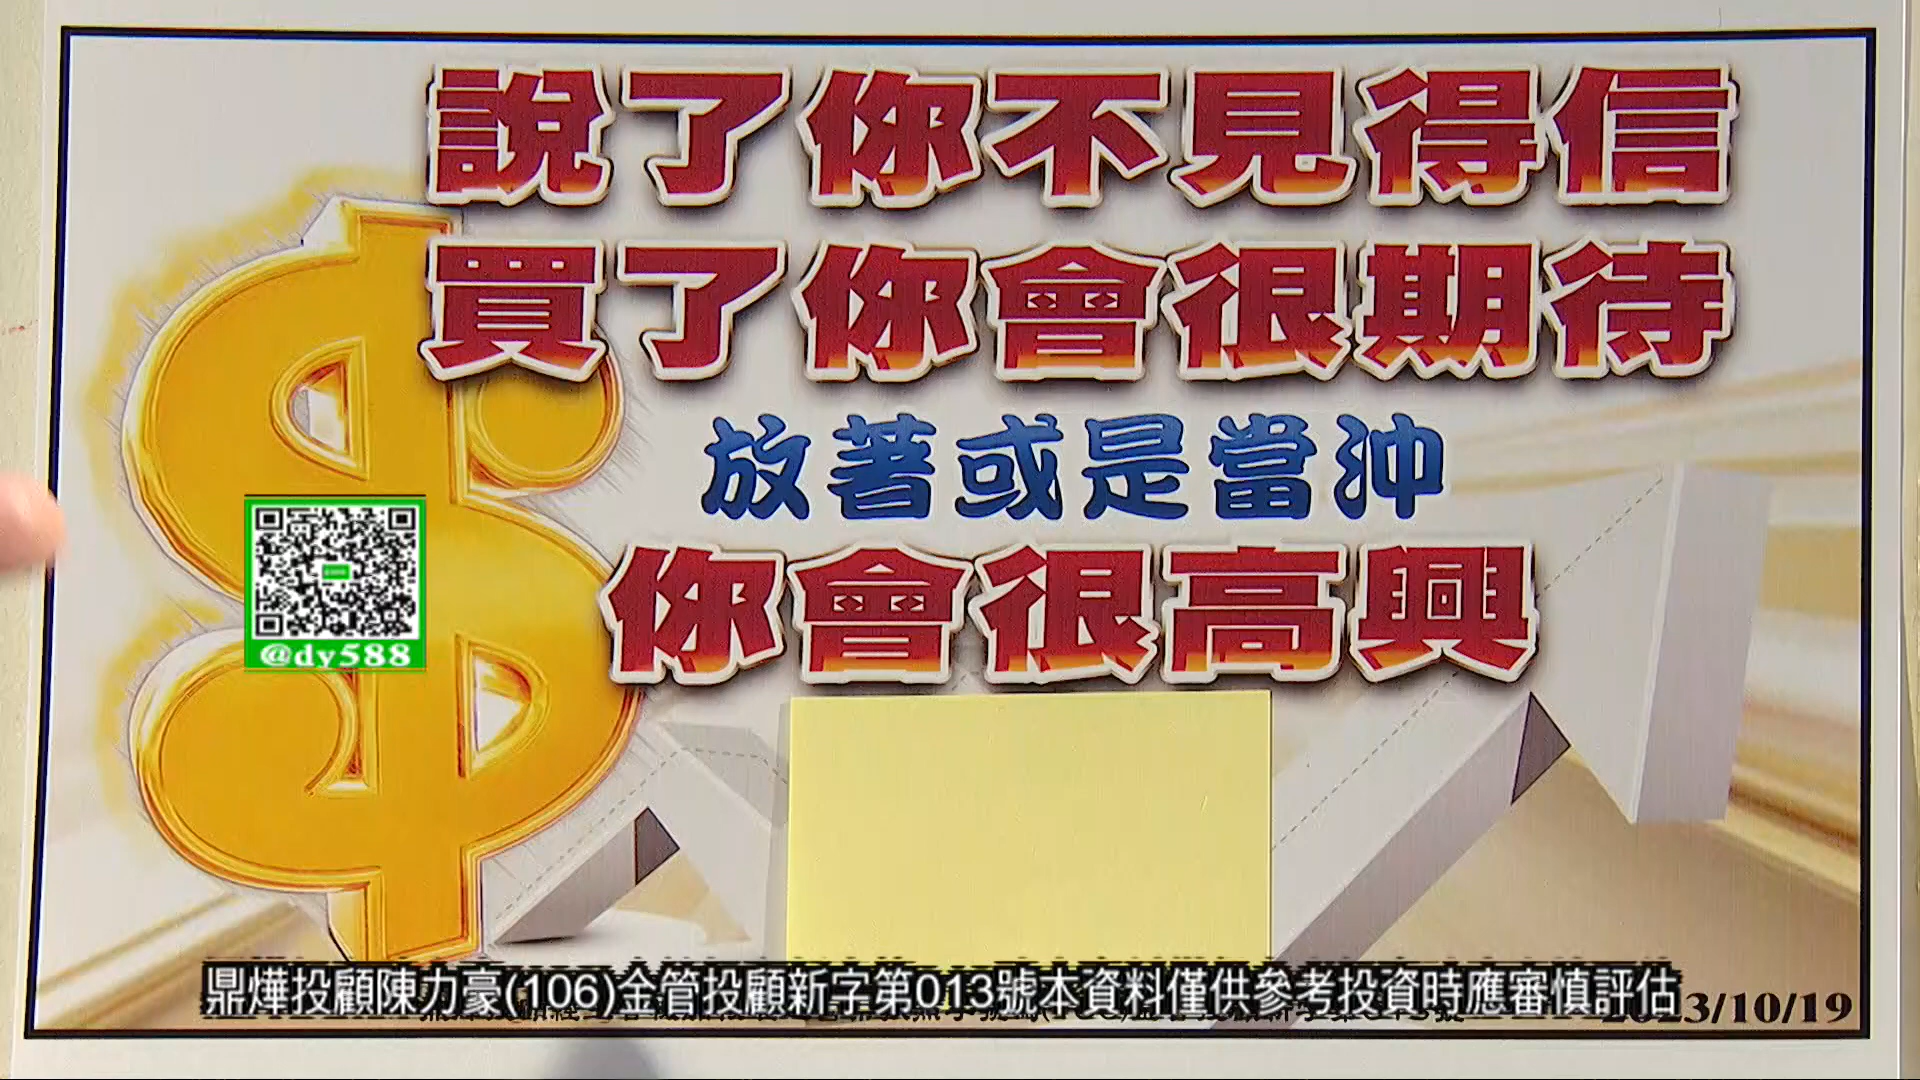 說了你不見得信
買了你會很期待
放著或是當沖
你會很高興
@dy588
鼎燁投顧陳力豪(106)金管投顧新字第013號本資料僅供參考投資時應審慎評估
3/10/19